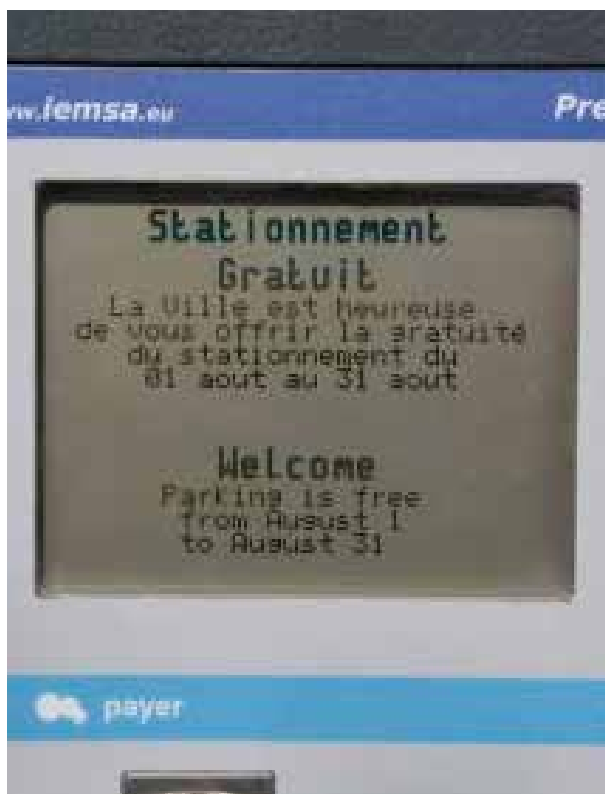 www.iemsa.eu
Pre
Stationnement
Gratuit
La Ville est heureuse
de vous offrir la gratuité
du stationnement du
01 aout au 31 aout
Welcome
Parking is free
from August 1
to August 31
payer